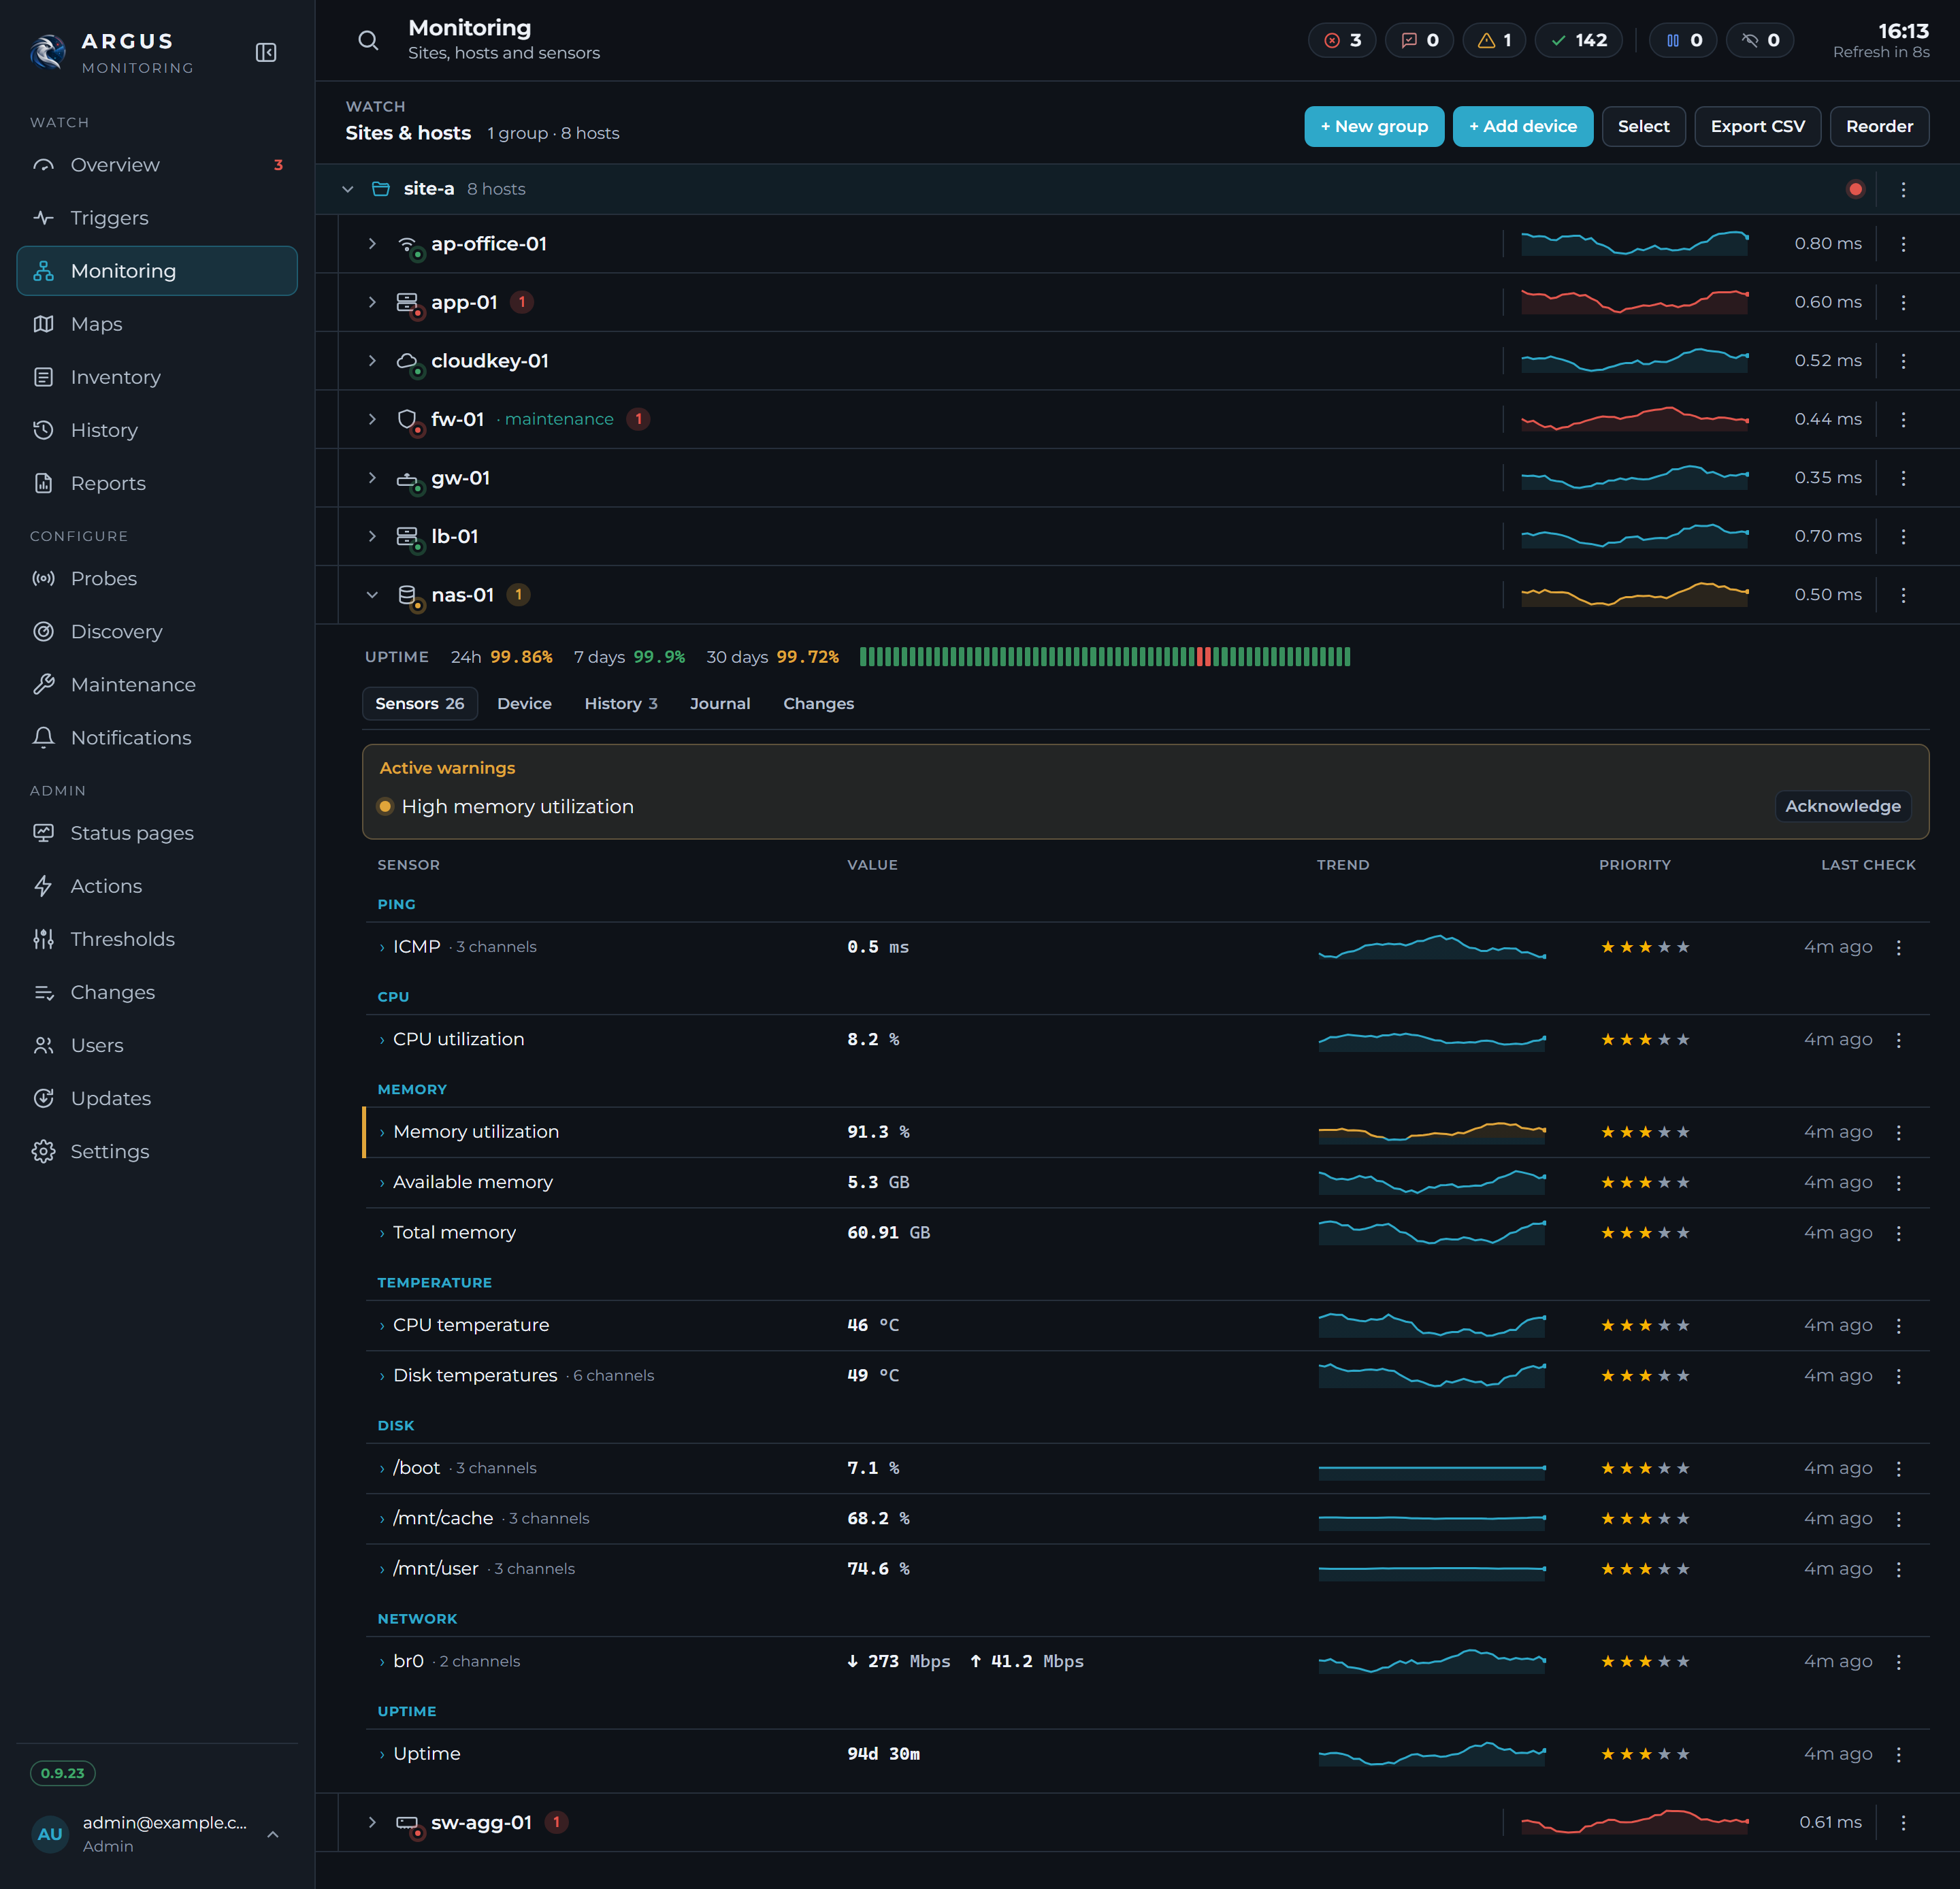 ARGUS
MONITORING
WATCH
Overview 3
Triggers
Monitoring
Maps
Inventory
History
Reports
CONFIGURE
Probes
Discovery
Maintenance
Notifications
ADMIN
Status pages
Actions
Thresholds
Changes
Users
Updates
Settings
0.9.23
AU
admin@example.c...
Admin
Monitoring
Sites, hosts and sensors
3 0 1 142 0 0
16:13
Refresh in 8s
WATCH
Sites & hosts 1 group · 8 hosts
+ New group + Add device Select Export CSV Reorder
site-a 8 hosts
ap-office-01 0.80 ms
app-01 1 0.60 ms
cloudkey-01 0.52 ms
fw-01 · maintenance 1 0.44 ms
gw-01 0.35 ms
lb-01 0.70 ms
nas-01 1 0.50 ms
UPTIME 24h 99.86% 7 days 99.9% 30 days 99.72%
Sensors 26 Device History 3 Journal Changes
Active warnings
High memory utilization Acknowledge
SENSOR VALUE TREND PRIORITY LAST CHECK
PING
› ICMP · 3 channels 0.5 ms ★★★★★ 4m ago
CPU
› CPU utilization 8.2 % ★★★★★ 4m ago
MEMORY
› Memory utilization 91.3 % ★★★★★ 4m ago
› Available memory 5.3 GB ★★★★★ 4m ago
› Total memory 60.91 GB ★★★★★ 4m ago
TEMPERATURE
› CPU temperature 46 °C ★★★★★ 4m ago
› Disk temperatures · 6 channels 49 °C ★★★★★ 4m ago
DISK
› /boot · 3 channels 7.1 % ★★★★★ 4m ago
› /mnt/cache · 3 channels 68.2 % ★★★★★ 4m ago
› /mnt/user · 3 channels 74.6 % ★★★★★ 4m ago
NETWORK
› br0 · 2 channels ↓ 273 Mbps ↑ 41.2 Mbps ★★★★★ 4m ago
UPTIME
› Uptime 94d 30m ★★★★★ 4m ago
sw-agg-01 1 0.61 ms